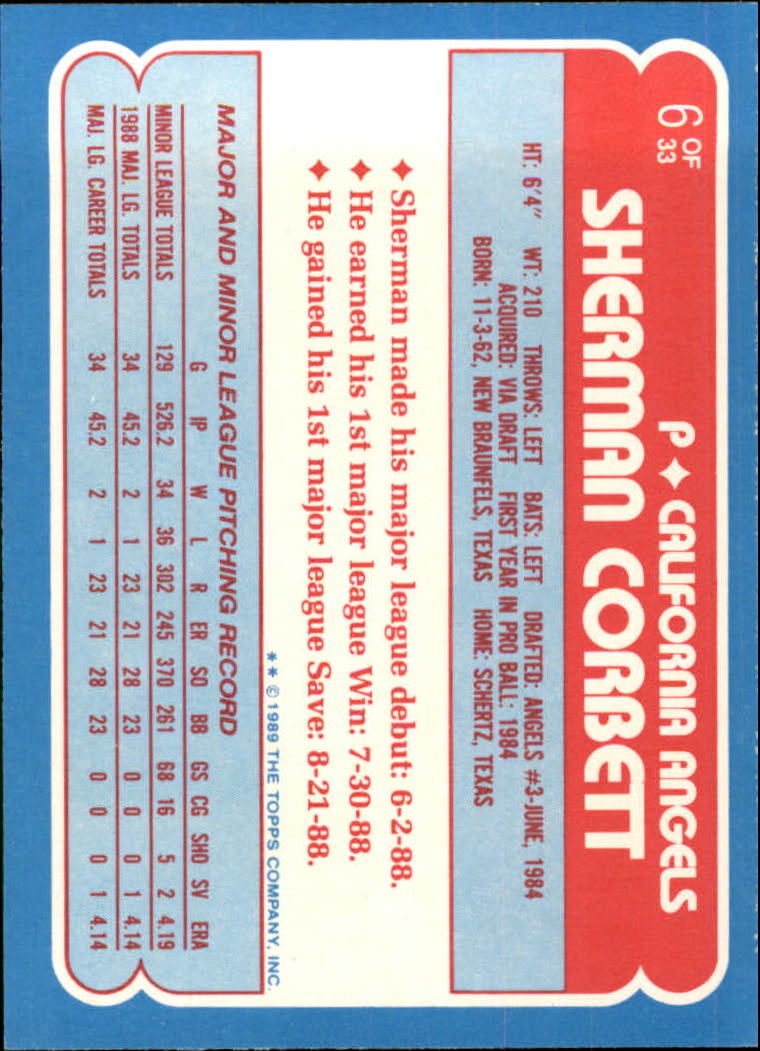 6 OF 33
P ✦ CALIFORNIA ANGELS
SHERMAN CORBETT
HT: 6'4" WT: 210 THROWS: LEFT BATS: LEFT DRAFTED: ANGELS #3-JUNE, 1984
ACQUIRED: VIA DRAFT FIRST YEAR IN PRO BALL: 1984
BORN: 11-3-62, NEW BRAUNFELS, TEXAS HOME: SCHERTZ, TEXAS
✦ Sherman made his major league debut: 6-2-88.
✦ He earned his 1st major league Win: 7-30-88.
✦ He gained his 1st major league Save: 8-21-88.
** © 1989 THE TOPPS COMPANY, INC.
MAJOR AND MINOR LEAGUE PITCHING RECORD
G IP W L R ER SO BB GS CG SHO SV ERA
MINOR LEAGUE TOTALS 129 526.2 34 36 302 245 370 261 68 16 5 2 4.19
1988 MAJ. LG. TOTALS 34 45.2 2 1 23 21 28 23 0 0 0 1 4.14
MAJ. LG. CAREER TOTALS 34 45.2 2 1 23 21 28 23 0 0 0 1 4.14